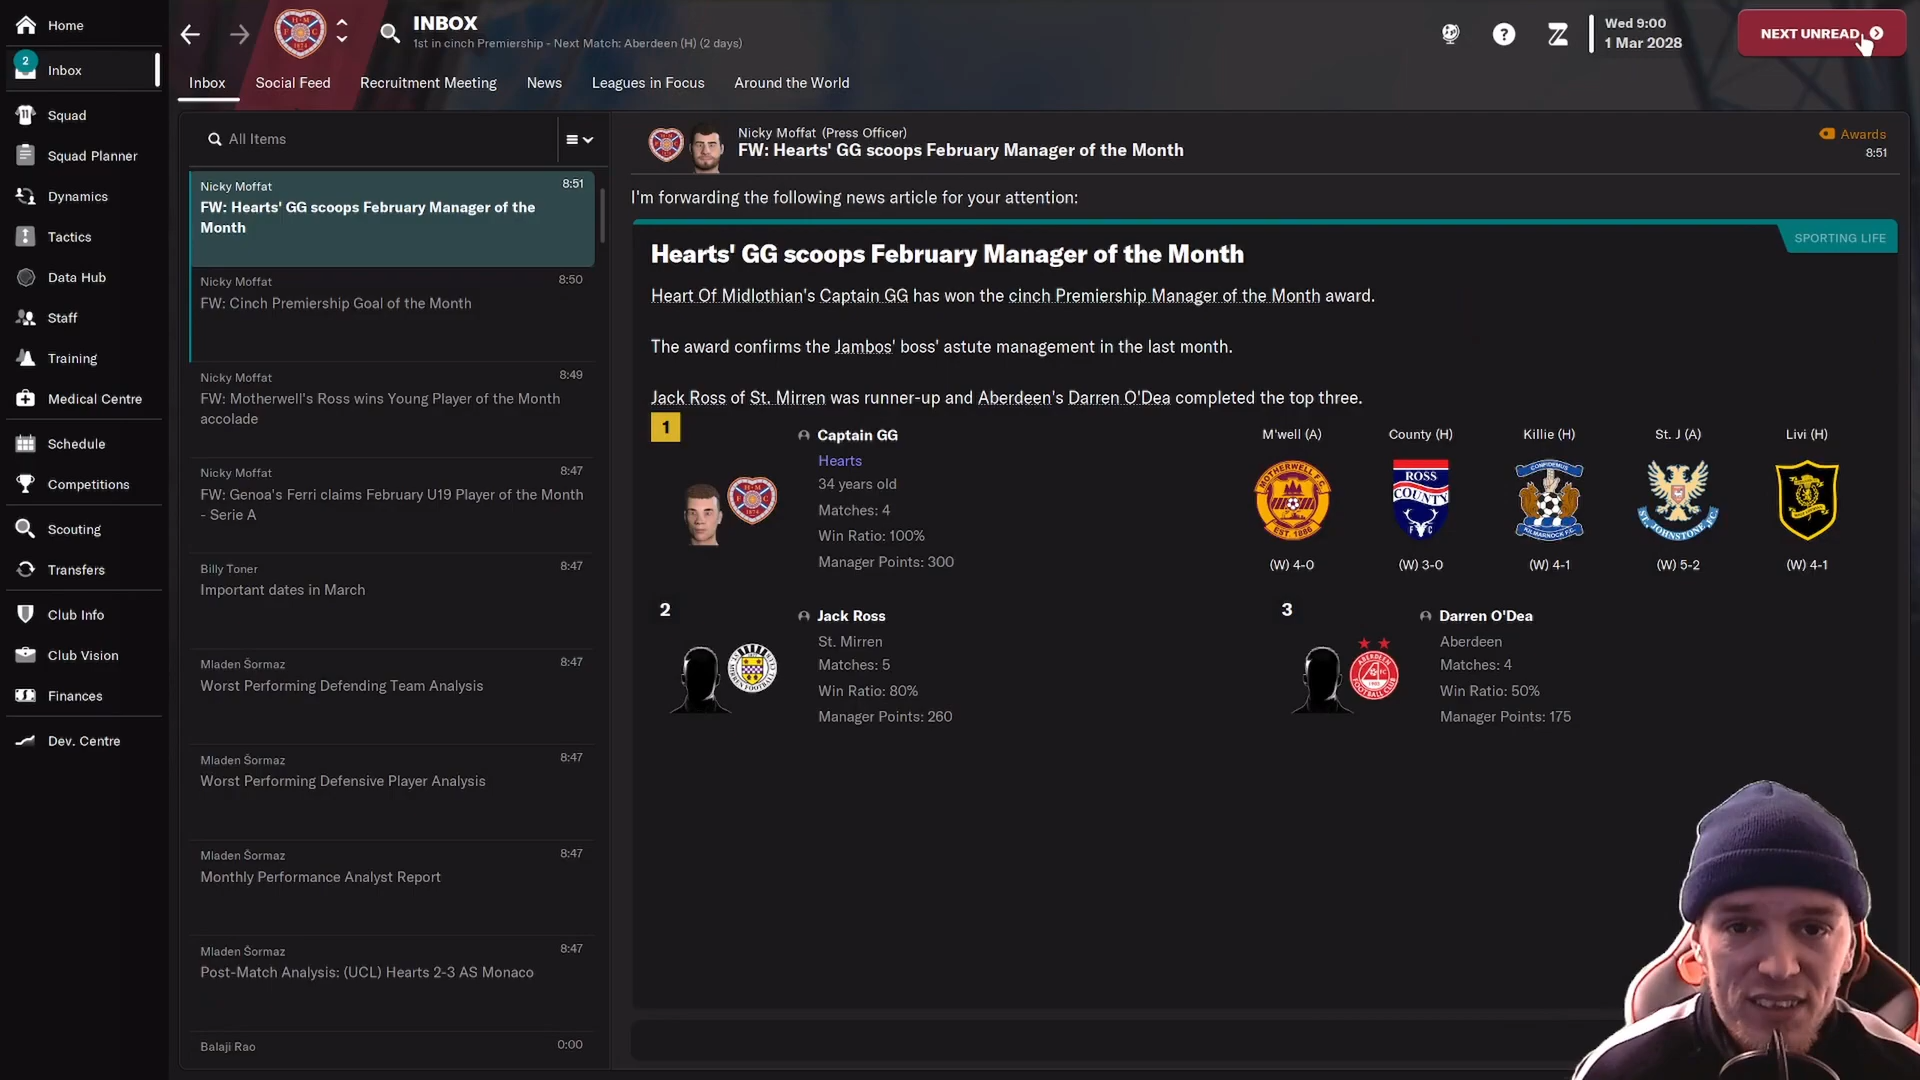 Home
2
Inbox
Squad
Squad Planner
Dynamics
Tactics
Data Hub
Staff
Training
Medical Centre
Schedule
Competitions
Scouting
Transfers
Club Info
Club Vision
Finances
Dev. Centre
INBOX
1st in cinch Premiership - Next Match: Aberdeen (H) (2 days)
Wed 9:00
1 Mar 2028
NEXT UNREAD
Inbox
Social Feed
Recruitment Meeting
News
Leagues in Focus
Around the World
All Items
Nicky Moffat
8:51
FW: Hearts' GG scoops February Manager of the
Month
Nicky Moffat
8:50
FW: Cinch Premiership Goal of the Month
Nicky Moffat
8:49
FW: Motherwell's Ross wins Young Player of the Month
accolade
Nicky Moffat
8:47
FW: Genoa's Ferri claims February U19 Player of the Month
- Serie A
Billy Toner
8:47
Important dates in March
Mladen Šormaz
8:47
Worst Performing Defending Team Analysis
Mladen Šormaz
8:47
Worst Performing Defensive Player Analysis
Mladen Šormaz
8:47
Monthly Performance Analyst Report
Mladen Šormaz
8:47
Post-Match Analysis: (UCL) Hearts 2-3 AS Monaco
Balaji Rao
0:00
Nicky Moffat (Press Officer)
FW: Hearts' GG scoops February Manager of the Month
Awards
8:51
I'm forwarding the following news article for your attention:
SPORTING LIFE
Hearts' GG scoops February Manager of the Month
Heart Of Midlothian's Captain GG has won the cinch Premiership Manager of the Month award.
The award confirms the Jambos' boss' astute management in the last month.
Jack Ross of St. Mirren was runner-up and Aberdeen's Darren O'Dea completed the top three.
1
Captain GG
Hearts
34 years old
Matches: 4
Win Ratio: 100%
Manager Points: 300
M'well (A)
County (H)
Killie (H)
St. J (A)
Livi (H)
MOTHERWELL F.C.
EST 1886
ROSS
COUNTY
CONFIDEMUS
KILMARNOCK F.C.
ST. JOHNSTONE F.C.
(W) 4-0
(W) 3-0
(W) 4-1
(W) 5-2
(W) 4-1
2
Jack Ross
St. Mirren
Matches: 5
Win Ratio: 80%
Manager Points: 260
3
Darren O'Dea
Aberdeen
Matches: 4
Win Ratio: 50%
Manager Points: 175